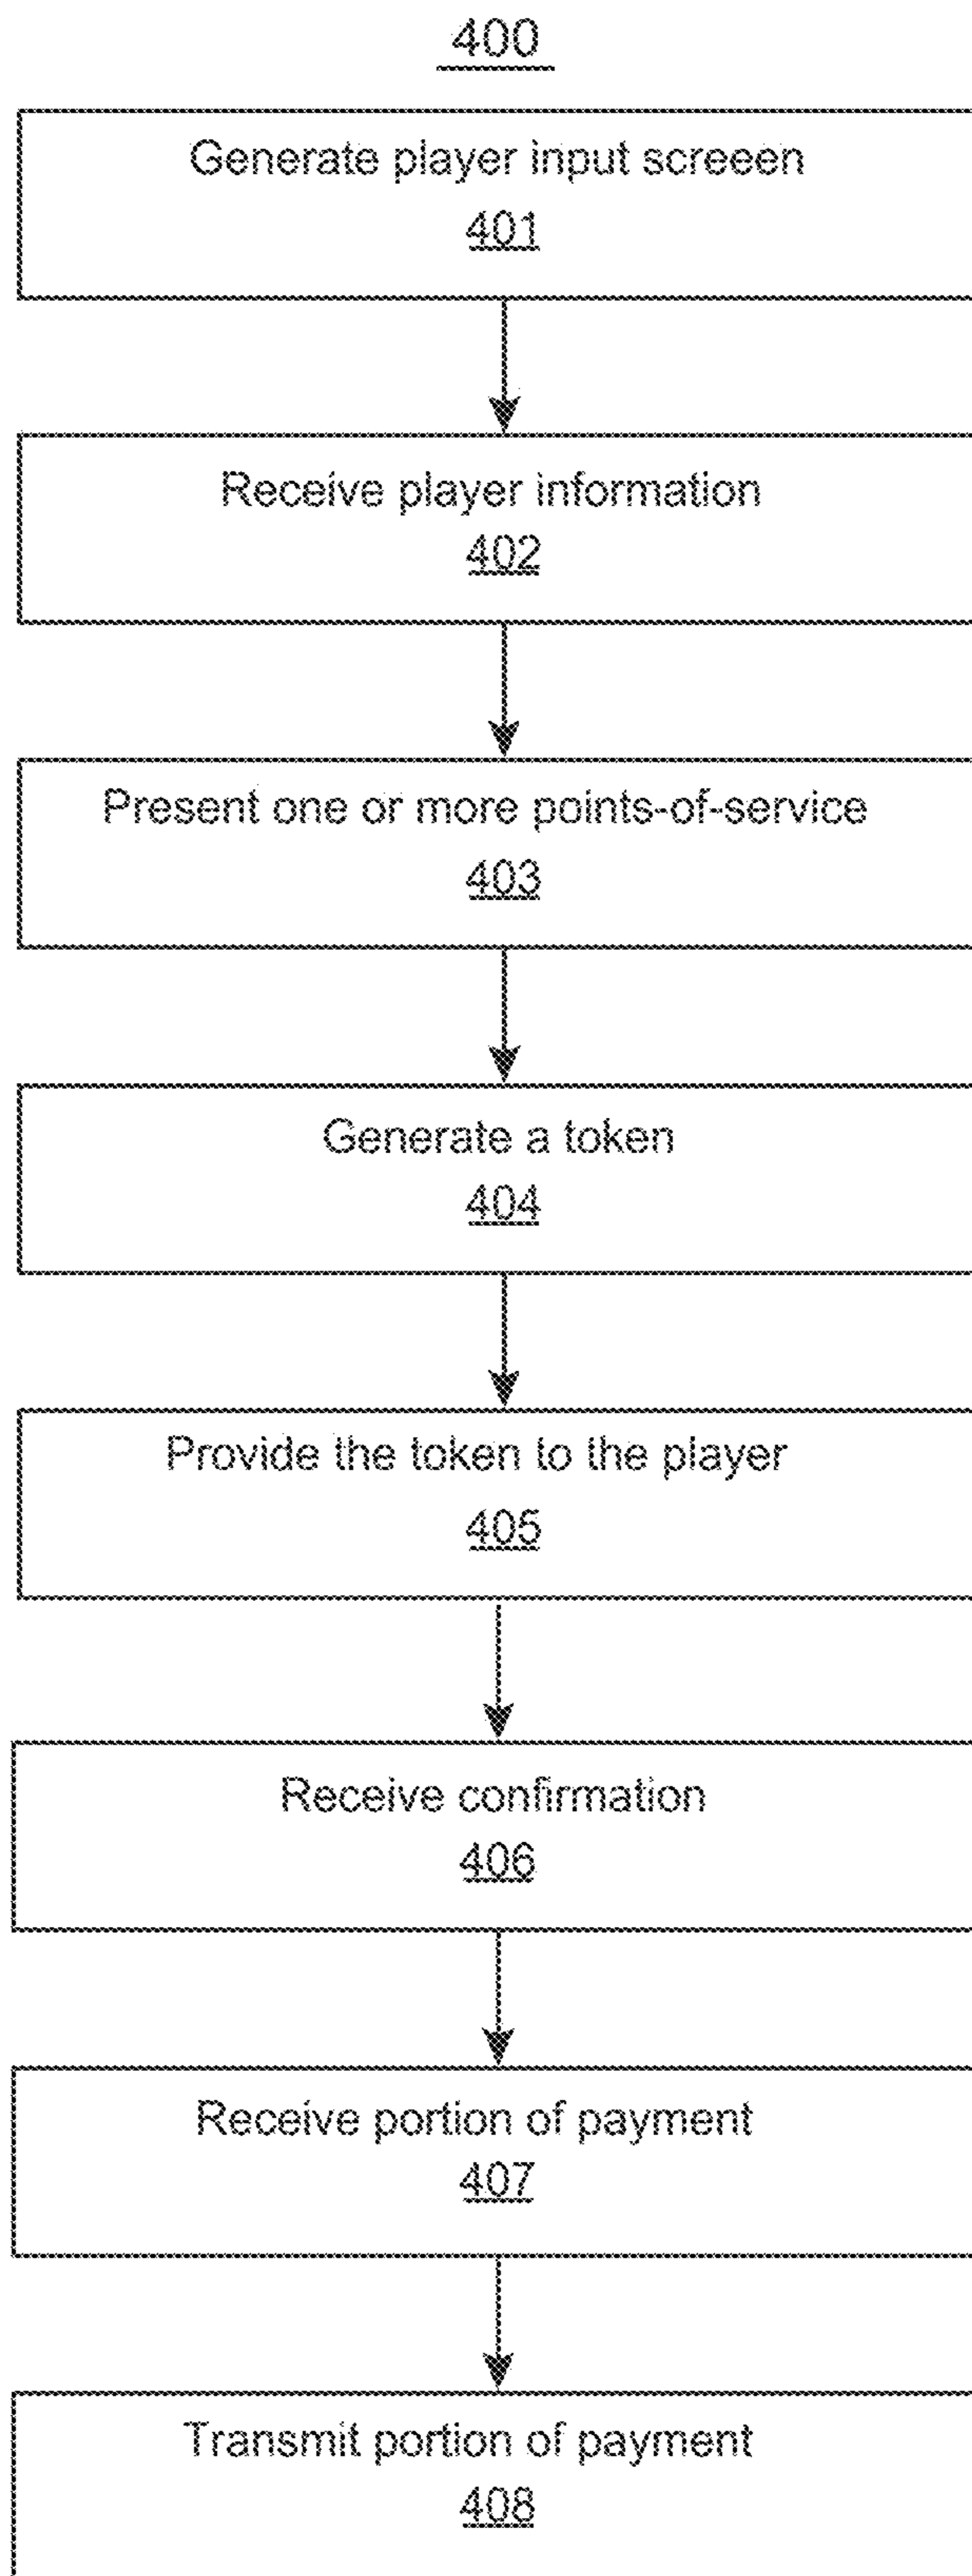 400
Generate player input screeen
401
Receive player information
402
Present one or more points-of-service
403
Generate a token
404
Provide the token to the player
405
Receive confirmation
406
Receive portion of payment
407
Transmit portion of payment
408